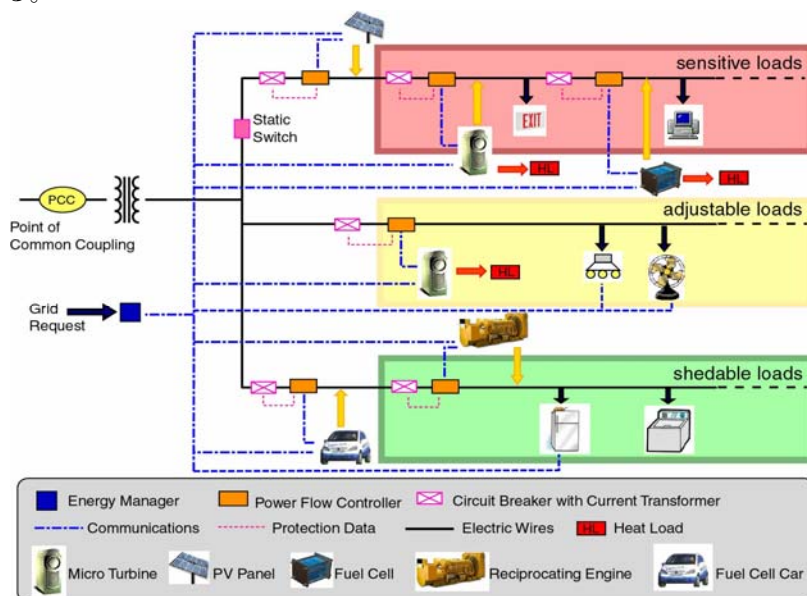 sensitive loads
Static
Switch
EXIT
HL
HL
PCC
Point of
Common Coupling
adjustable loads
HL
Grid
Request
shedable loads
Energy Manager
Power Flow Controller
Circuit Breaker with Current Transformer
Communications
Protection Data
Electric Wires
HL Heat Load
Micro Turbine
PV Panel
Fuel Cell
Reciprocating Engine
Fuel Cell Car